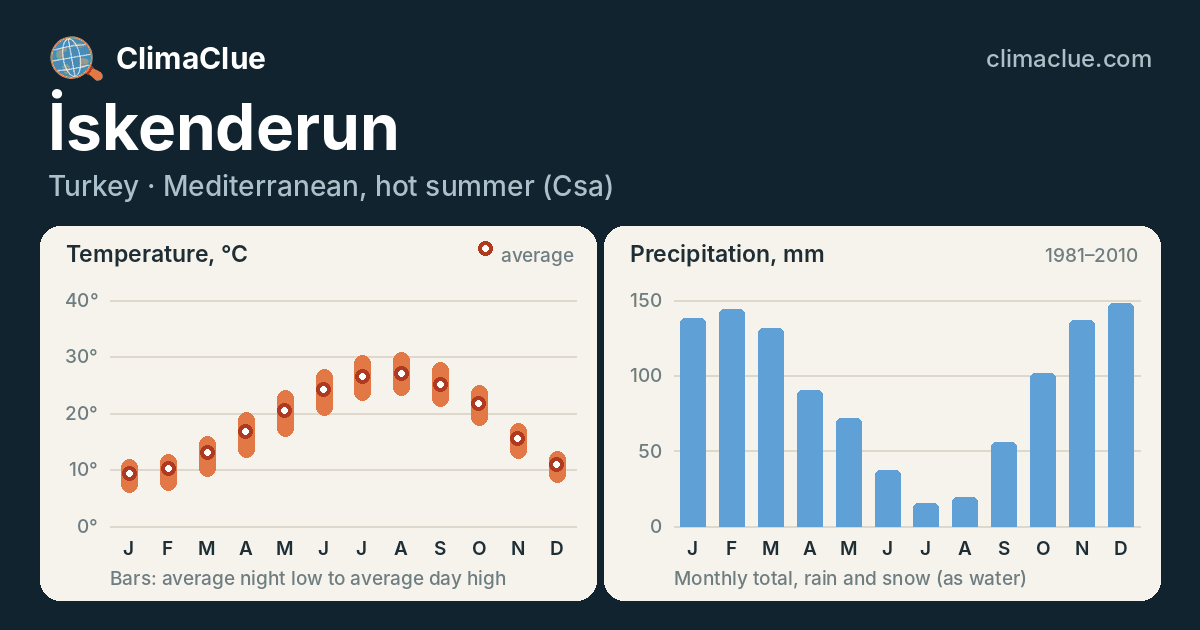 ClimaClue
climaclue.com
İskenderun
Turkey · Mediterranean, hot summer (Csa)
Temperature, °C
average
40°
30°
20°
10°
0°
J F M A M J J A S O N D
Bars: average night low to average day high
Precipitation, mm
1981–2010
150
100
50
0
J F M A M J J A S O N D
Monthly total, rain and snow (as water)